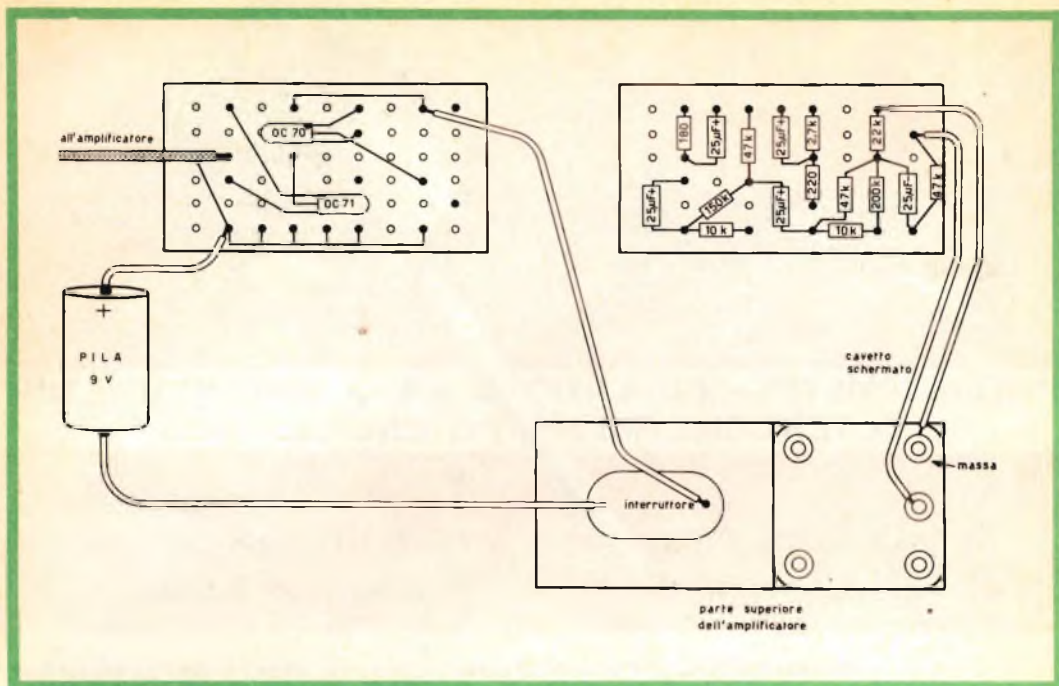 all'amplificatore
OC 70
OC 71
180
25µF+
47k
25µF+
2,7k
22k
25µF+
150k
10k
25µF+
220
10k
47k
200k
25µF+
47k
+
PILA
9 V
cavetto
schermato
massa
interruttore
parte superiore
dell'amplificatore